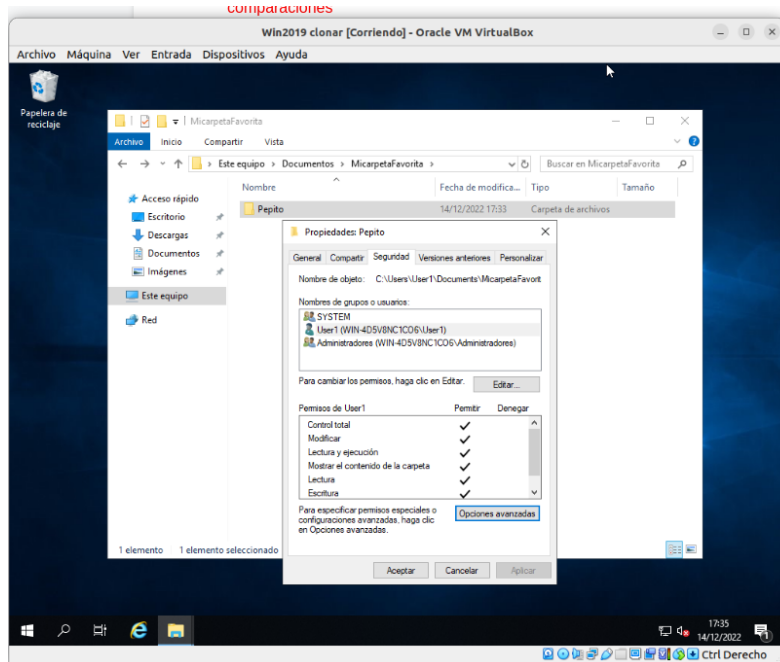 comparaciones
Win2019 clonar [Corriendo] - Oracle VM VirtualBox
Archivo Máquina Ver Entrada Dispositivos Ayuda
Papelera de
reciclaje
MicarpetaFavorita
Archivo Inicio Compartir Vista
Este equipo > Documentos > MicarpetaFavorita >
Buscar en MicarpetaFavorita
Nombre Fecha de modifica... Tipo Tamaño
Acceso rápido
Escritorio
Descargas
Documentos
Imágenes
Este equipo
Red
Pepito 14/12/2022 17:33 Carpeta de archivos
Propiedades: Pepito
General Compartir Seguridad Versiones anteriores Personalizar
Nombre de objeto: C:\Users\User1\Documents\MicarpetaFavorit
Nombres de grupos o usuarios:
SYSTEM
User1 (WIN-4D5V8NC1CO6\User1)
Administradores (WIN-4D5V8NC1CO6\Administradores)
Para cambiar los permisos, haga clic en Editar. Editar...
Permisos de User1 Permitir Denegar
Control total
Modificar
Lectura y ejecución
Mostrar el contenido de la carpeta
Lectura
Escritura
Para especificar permisos especiales o
configuraciones avanzadas, haga clic
en Opciones avanzadas.
Opciones avanzadas
Aceptar Cancelar Aplicar
1 elemento 1 elemento seleccionado
17:35
14/12/2022
Ctrl Derecho